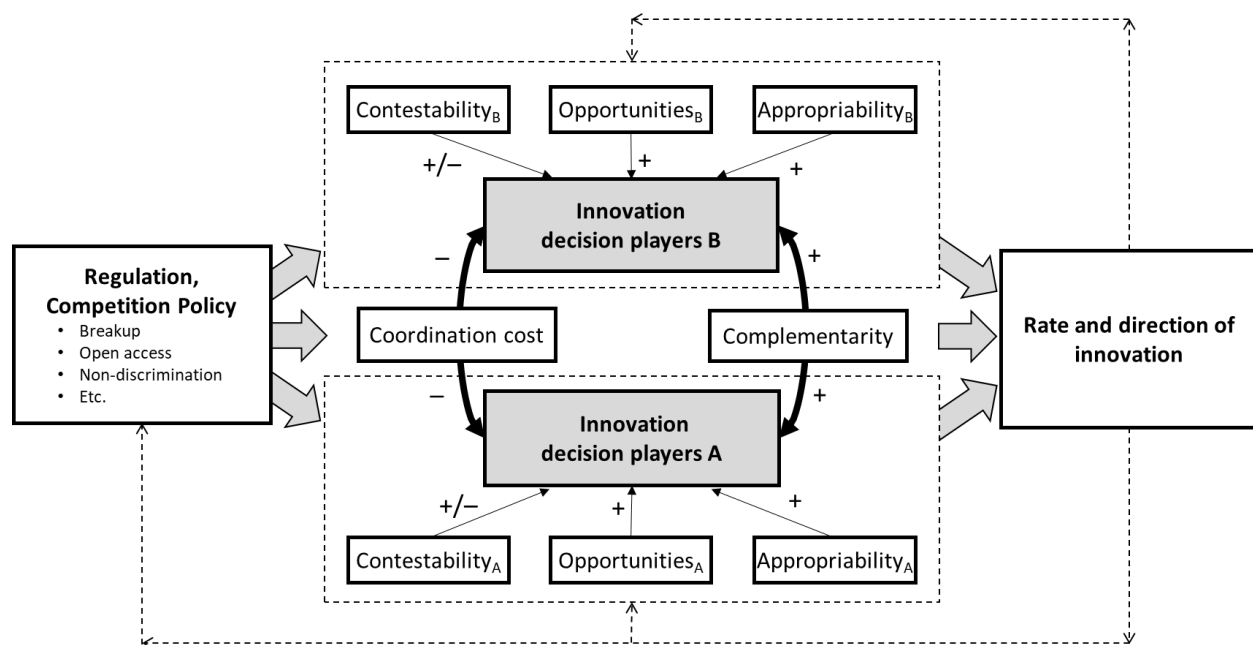 Contestability_B
Opportunities_B
Appropriability_B
+/–
+
+
Innovation
decision players B
–
+
Regulation,
Competition Policy
• Breakup
• Open access
• Non-discrimination
• Etc.
Coordination cost
Complementarity
Rate and direction of
innovation
–
+
Innovation
decision players A
+/–
+
+
Contestability_A
Opportunities_A
Appropriability_A